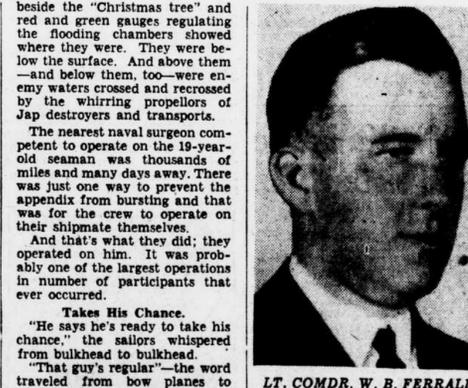 beside the "Christmas tree" and
red and green gauges regulating
the flooding chambers showed
where they were. They were be-
low the surface. And above them
—and below them, too—were en-
emy waters crossed and recrossed
by the whirring propellors of
Jap destroyers and transports.
The nearest naval surgeon com-
petent to operate on the 19-year-
old seaman was thousands of
miles and many days away. There
was just one way to prevent the
appendix from bursting and that
was for the crew to operate on
their shipmate themselves.
And that's what they did; they
operated on him. It was prob-
ably one of the largest operations
in number of participants that
ever occurred.
Takes His Chance.
"He says he's ready to take his
chance," the sailors whispered
from bulkhead to bulkhead.
"That guy's regular"—the word
traveled from bow planes to
LT. COMDR. W. B. FERRALL